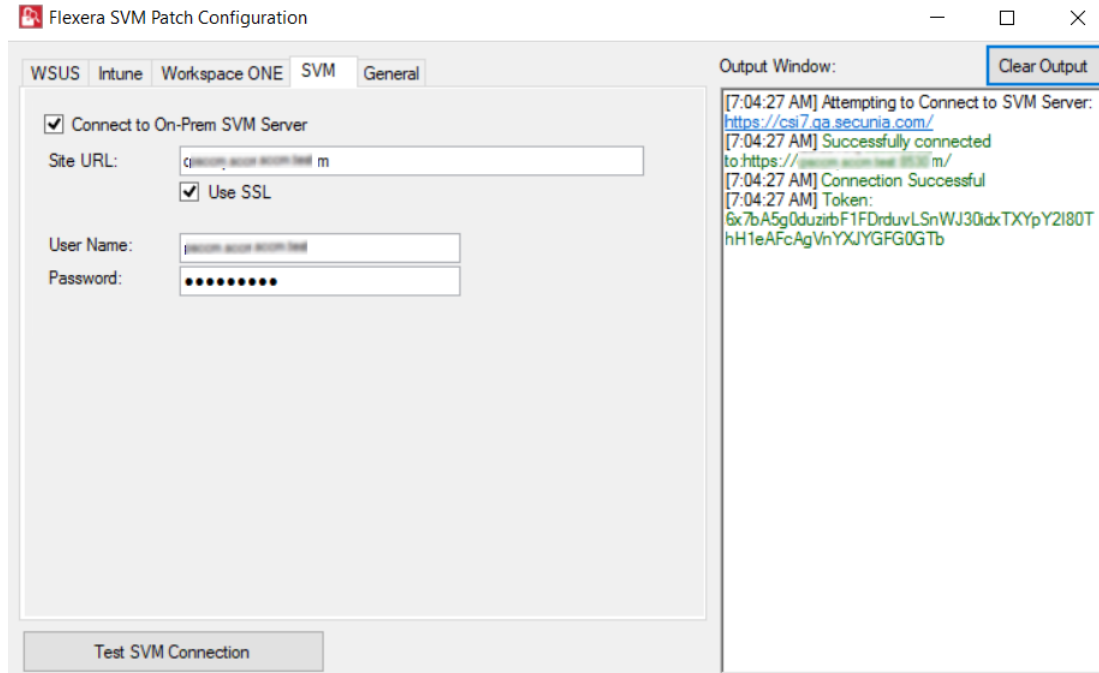 Flexera SVM Patch Configuration
WSUS Intune Workspace ONE SVM General
Connect to On-Prem SVM Server
Site URL:
Use SSL
User Name:
Password:
Test SVM Connection
Output Window:
Clear Output
[7:04:27 AM] Attempting to Connect to SVM Server:
https://csi7.qa.secunia.com/
[7:04:27 AM] Successfully connected
to:https:// m/
[7:04:27 AM] Connection Successful
[7:04:27 AM] Token:
6x7bA5g0duzirbF1FDrduvLSnWJ30idxTXYpY2I80T
hH1eAFcAgVnYXJYGFG0GTb